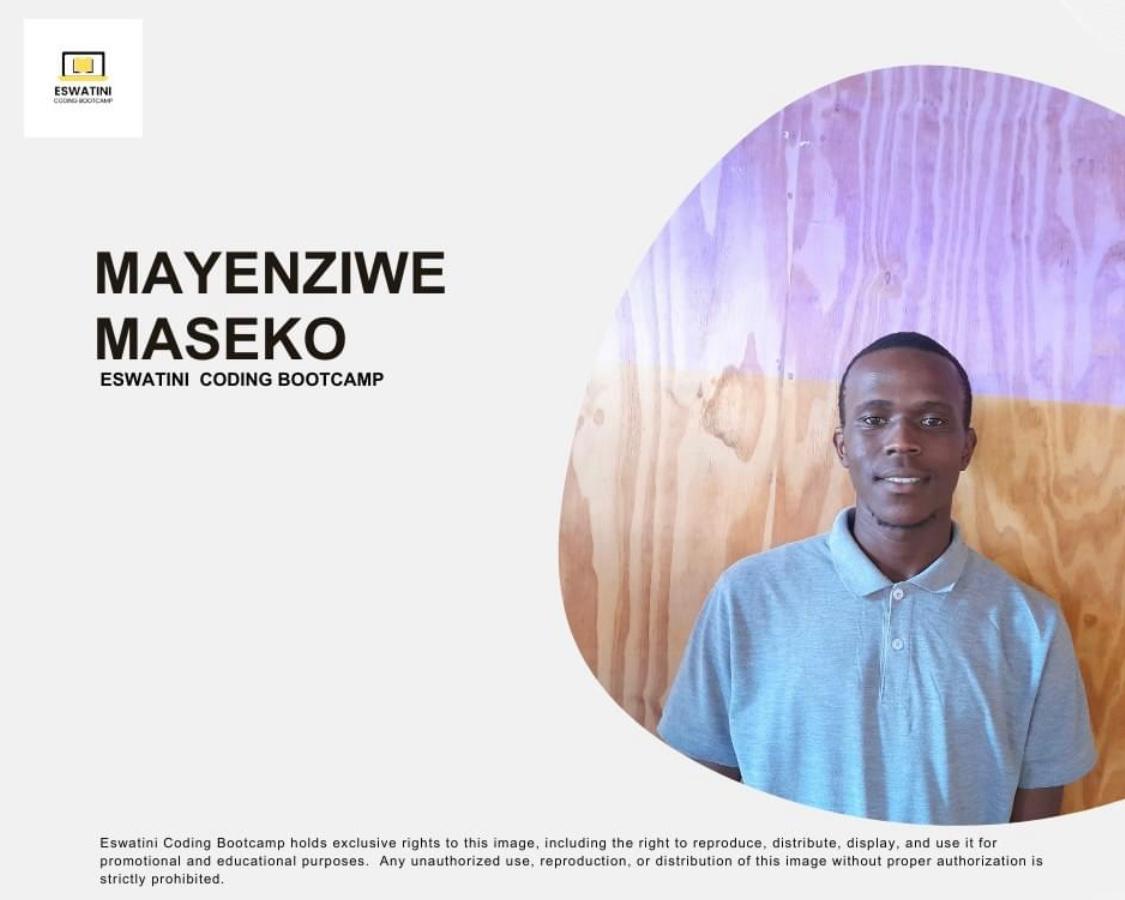 ESWATINI
CODING BOOTCAMP
MAYENZIWE
MASEKO
ESWATINI CODING BOOTCAMP
Eswatini Coding Bootcamp holds exclusive rights to this image, including the right to reproduce, distribute, display, and use it for
promotional and educational purposes. Any unauthorized use, reproduction, or distribution of this image without proper authorization is
strictly prohibited.